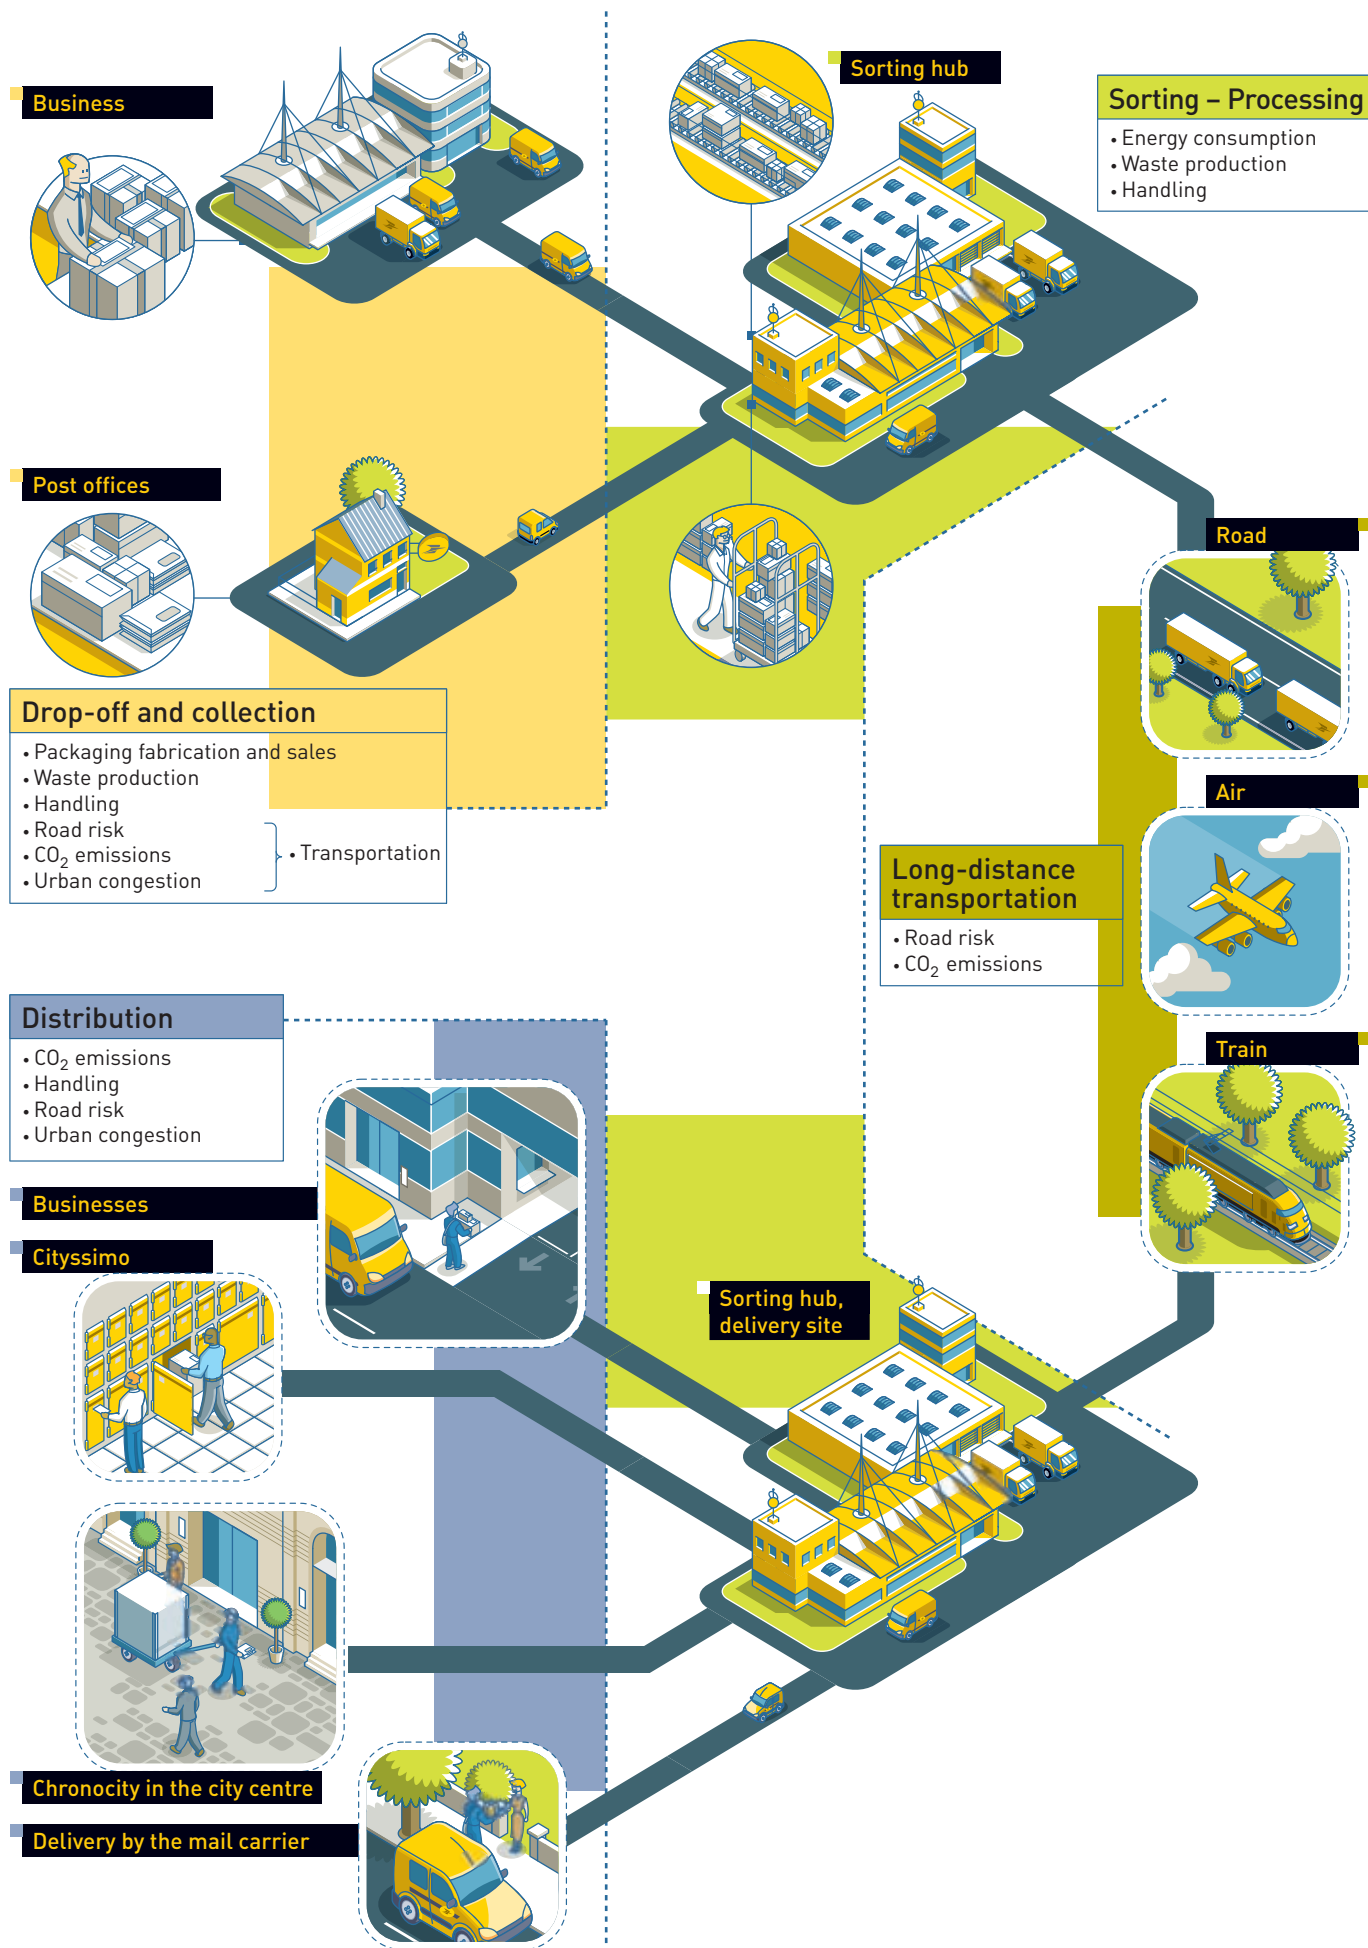 Business
Sorting hub
Sorting – Processing
• Energy consumption
• Waste production
• Handling
Post offices
Road
Drop-off and collection
• Packaging fabrication and sales
• Waste production
• Handling
• Road risk
• CO₂ emissions
• Urban congestion
• Transportation
Air
Long-distance
transportation
• Road risk
• CO₂ emissions
Distribution
• CO₂ emissions
• Handling
• Road risk
• Urban congestion
Train
Businesses
Cityssimo
Sorting hub,
delivery site
Chronocity in the city centre
Delivery by the mail carrier